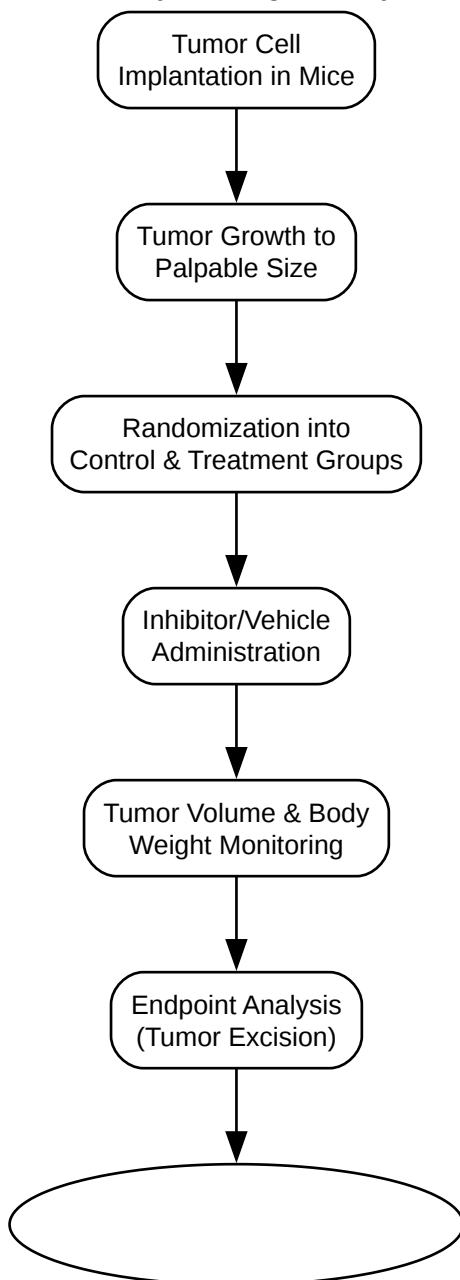 Tumor Cell
Implantation in Mice
Tumor Growth to
Palpable Size
Randomization into
Control & Treatment Groups
Inhibitor/Vehicle
Administration
Tumor Volume & Body
Weight Monitoring
Endpoint Analysis
(Tumor Excision)